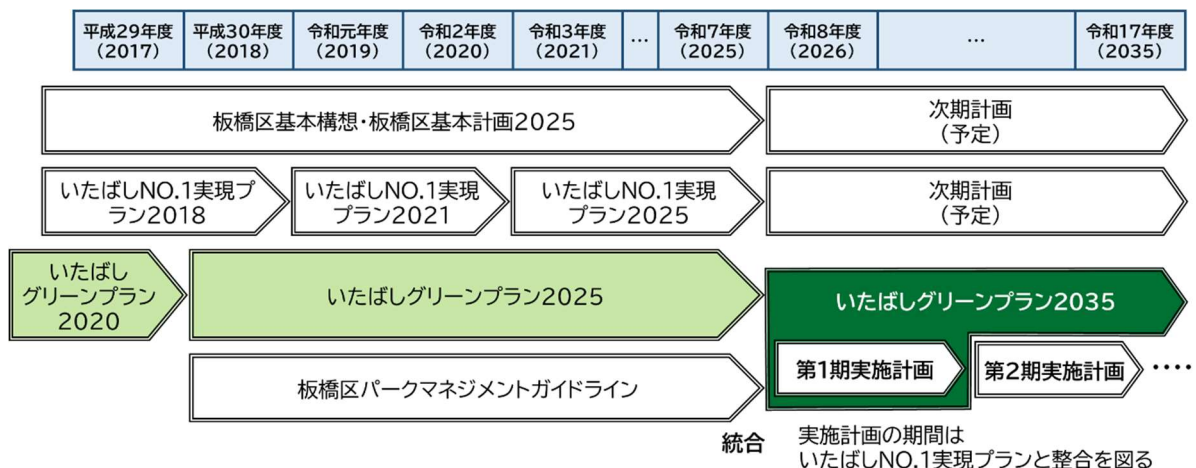 平成29年度 平成30年度 令和元年度 令和2年度 令和3年度 … 令和7年度 令和8年度 … 令和17年度
(2017) (2018) (2019) (2020) (2021) (2025) (2026) (2035)
板橋区基本構想・板橋区基本計画2025
次期計画
(予定)
いたばしNO.1実現プ
ラン2018
いたばしNO.1実現
プラン2021
いたばしNO.1実現
プラン2025
次期計画
(予定)
いたばし
グリーンプラン
2020
いたばしグリーンプラン2025
いたばしグリーンプラン2035
板橋区パークマネジメントガイドライン
第1期実施計画
第2期実施計画
・・・・
統合
実施計画の期間は
いたばしNO.1実現プランと整合を図る